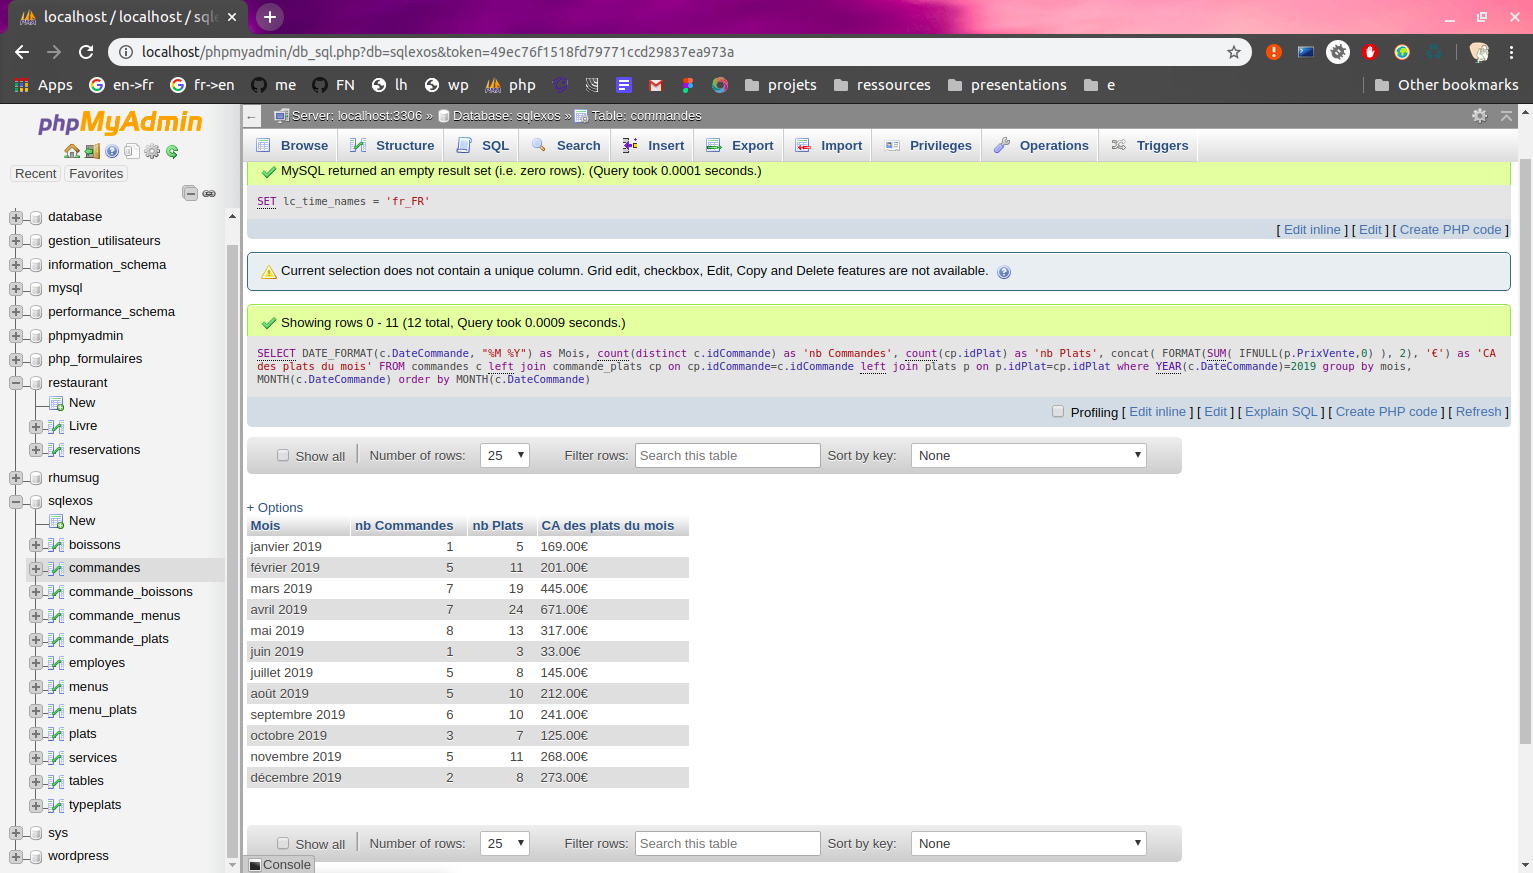 localhost / localhost / sqle
localhost/phpmyadmin/db_sql.php?db=sqlexos&token=49ec76f1518fd79771ccd29837ea973a
Apps en->fr fr->en me FN lh wp php projets ressources presentations e Other bookmarks
phpMyAdmin
Recent Favorites
database
gestion_utilisateurs
information_schema
mysql
performance_schema
phpmyadmin
php_formulaires
restaurant
New
Livre
reservations
rhumsug
sqlexos
New
boissons
commandes
commande_boissons
commande_menus
commande_plats
employes
menus
menu_plats
plats
services
tables
typeplats
sys
wordpress
Server: localhost:3306 » Database: sqlexos » Table: commandes
Browse Structure SQL Search Insert Export Import Privileges Operations Triggers
MySQL returned an empty result set (i.e. zero rows). (Query took 0.0001 seconds.)
SET lc_time_names = 'fr_FR'
[ Edit inline ] [ Edit ] [ Create PHP code ]
Current selection does not contain a unique column. Grid edit, checkbox, Edit, Copy and Delete features are not available.
Showing rows 0 - 11 (12 total, Query took 0.0009 seconds.)
SELECT DATE_FORMAT(c.DateCommande, "%M %Y") as Mois, count(distinct c.idCommande) as 'nb Commandes', count(cp.idPlat) as 'nb Plats', concat( FORMAT(SUM( IFNULL(p.PrixVente,0) ), 2), '€') as 'CA
des plats du mois' FROM commandes c left join commande_plats cp on cp.idCommande=c.idCommande left join plats p on p.idPlat=cp.idPlat where YEAR(c.DateCommande)=2019 group by mois,
MONTH(c.DateCommande) order by MONTH(c.DateCommande)
Profiling [ Edit inline ] [ Edit ] [ Explain SQL ] [ Create PHP code ] [ Refresh ]
Show all Number of rows: 25 Filter rows: Search this table Sort by key: None
+ Options
Mois nb Commandes nb Plats CA des plats du mois
janvier 2019 1 5 169.00€
février 2019 5 11 201.00€
mars 2019 7 19 445.00€
avril 2019 7 24 671.00€
mai 2019 8 13 317.00€
juin 2019 1 3 33.00€
juillet 2019 5 8 145.00€
août 2019 5 10 212.00€
septembre 2019 6 10 241.00€
octobre 2019 3 7 125.00€
novembre 2019 5 11 268.00€
décembre 2019 2 8 273.00€
Show all Number of rows: 25 Filter rows: Search this table Sort by key: None
Console